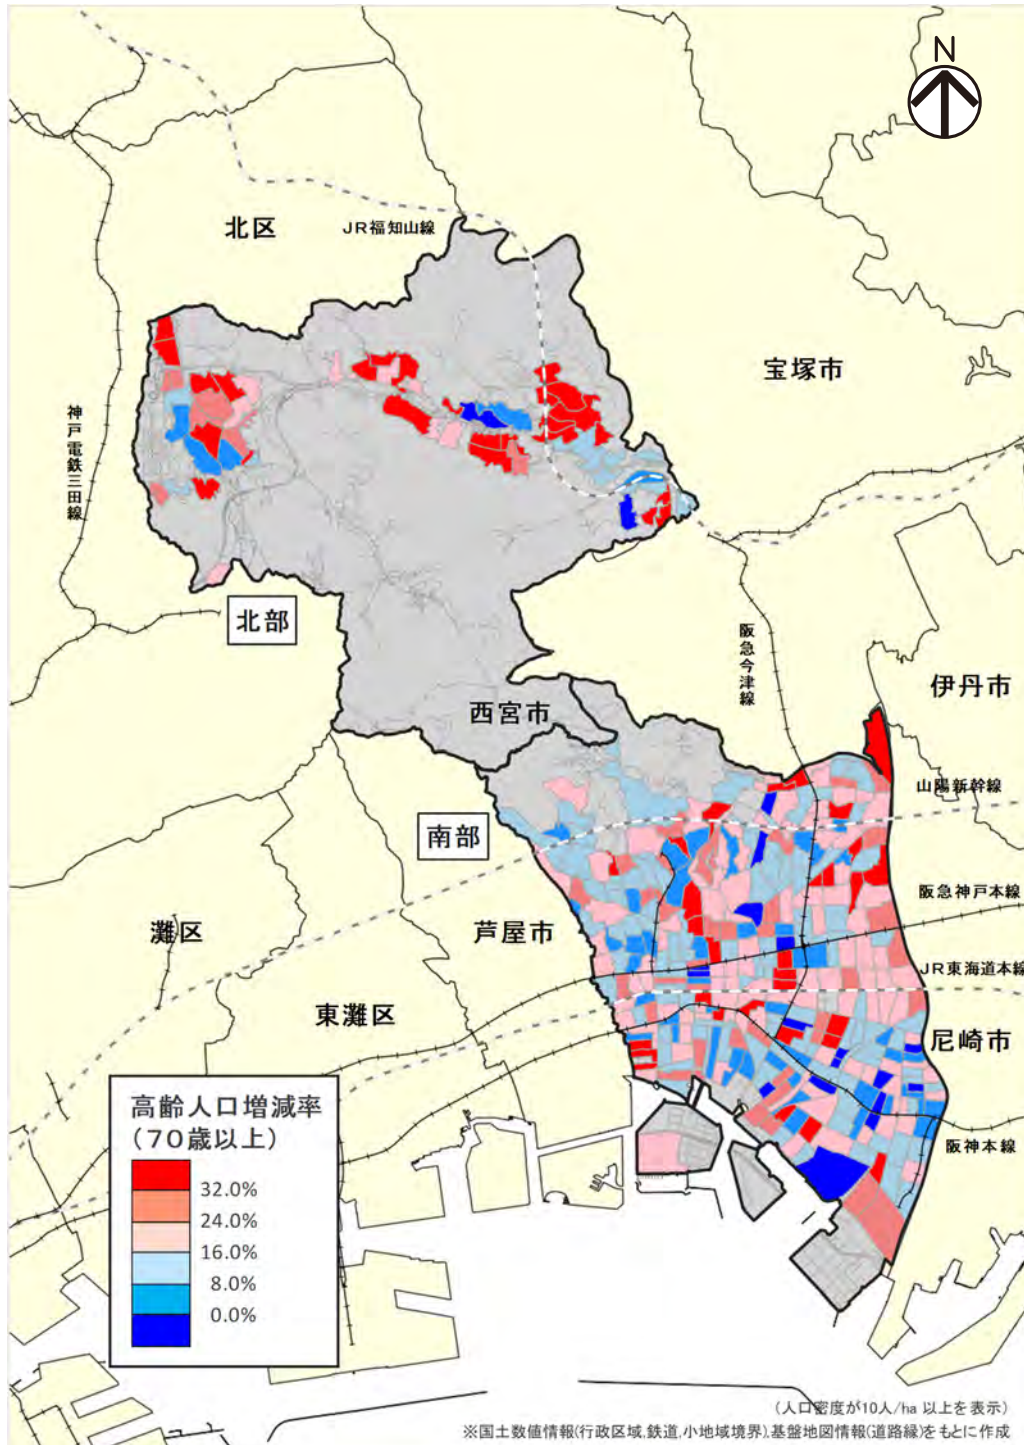 N
北区
JR福知山線
宝塚市
神戸電鉄三田線
北部
阪急今津線
伊丹市
西宮市
山陽新幹線
南部
阪急神戸本線
灘区
芦屋市
JR東海道本線
東灘区
尼崎市
高齢人口増減率
(70歳以上)
32.0%
24.0%
16.0%
8.0%
0.0%
阪神本線
(人口密度が10人/ha 以上を表示)
※国土数値情報(行政区域,鉄道,小地域境界),基盤地図情報(道路縁)をもとに作成